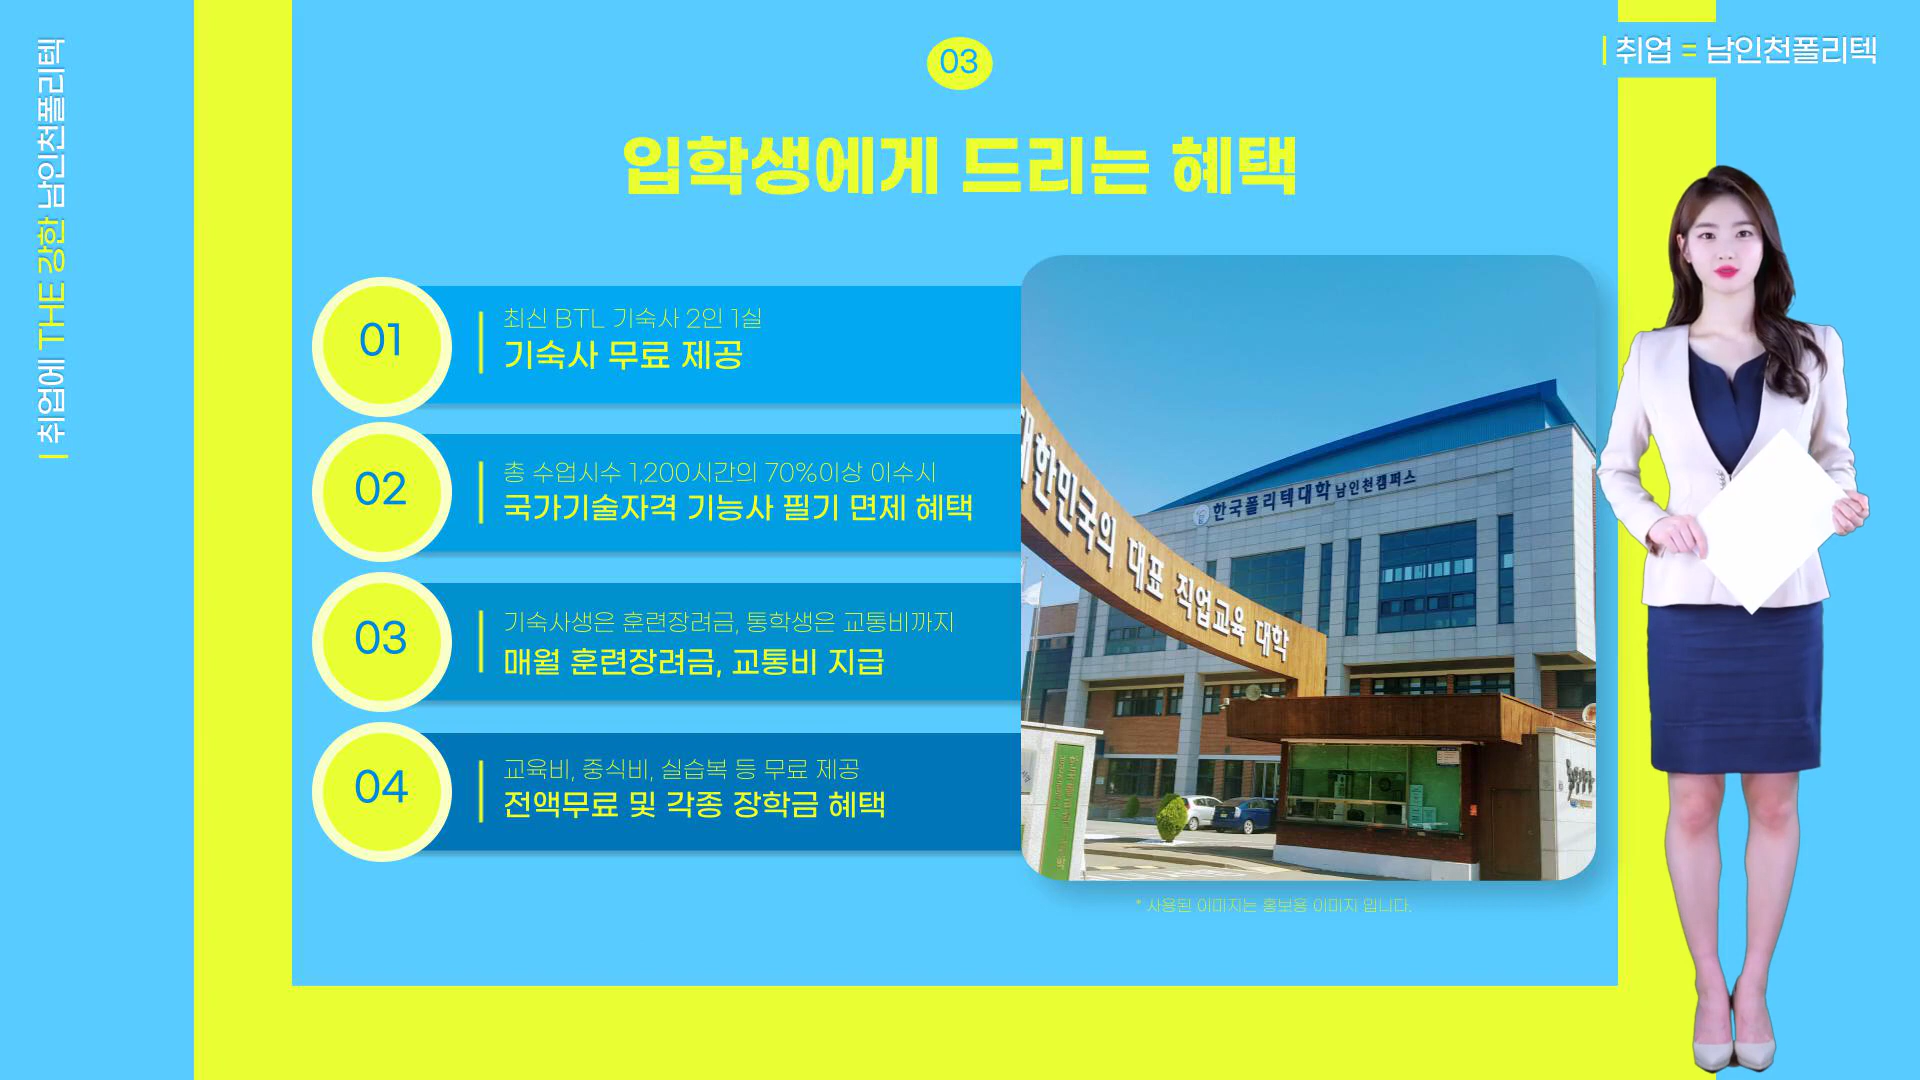 취업에 THE 강한 남인천폴리텍
취업 = 남인천폴리텍
03
입학생에게 드리는 혜택
01
최신 BTL 기숙사 2인 1실
기숙사 무료 제공
02
총 수업시수 1,200시간의 70%이상 이수시
국가기술자격 기능사 필기 면제 혜택
03
기숙사생은 훈련장려금, 통학생은 교통비까지
매월 훈련장려금, 교통비 지급
04
교육비, 중식비, 실습복 등 무료 제공
전액무료 및 각종 장학금 혜택
대한민국의 대표 직업교육 대학
한국폴리텍대학 남인천캠퍼스
* 사용된 이미지는 홍보용 이미지 입니다.